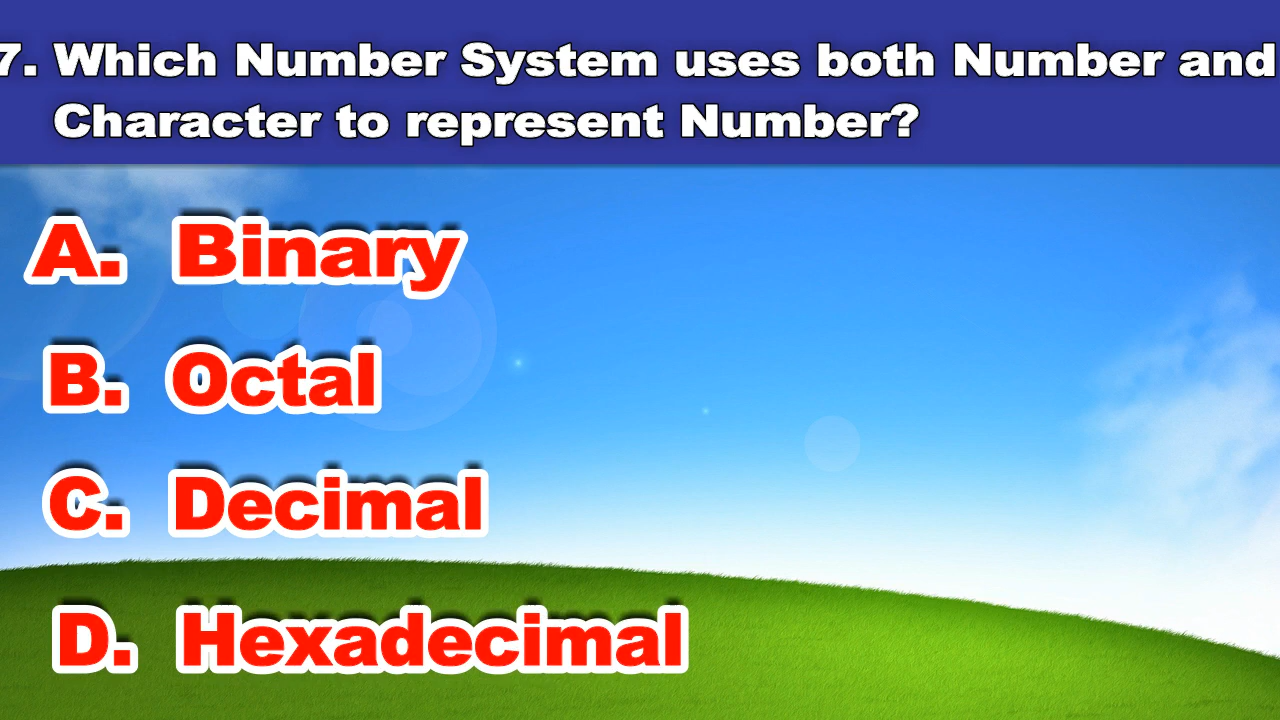 7. Which Number System uses both Number and
Character to represent Number?
A. Binary
B. Octal
C. Decimal
D. Hexadecimal